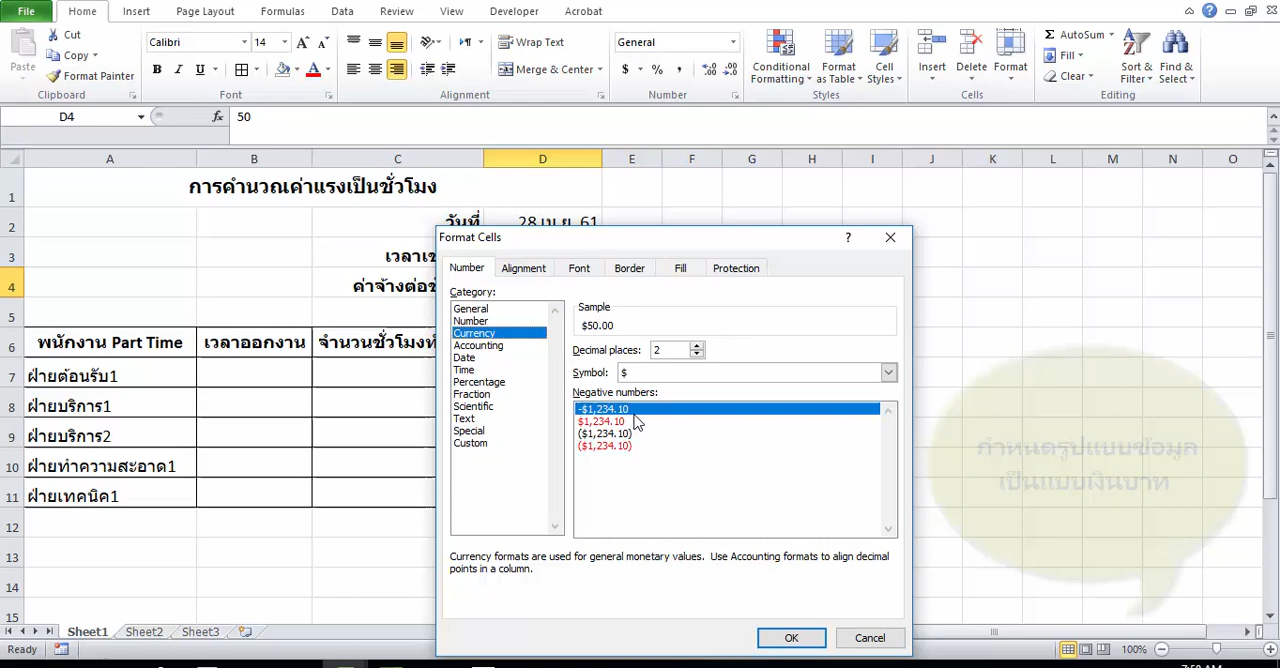 File Home Insert Page Layout Formulas Data Review View Developer Acrobat
Cut
Copy
Format Painter
Paste
Calibri 14
Wrap Text
Merge & Center
General
$ % ,
Conditional Formatting
Format as Table
Cell Styles
Insert Delete Format
AutoSum
Fill
Clear
Sort & Filter
Find & Select
Clipboard Font Alignment Number Styles Cells Editing
D4 fx 50
A B C D E F G H I J K L M N O
1 การคำนวณค่าแรงเป็นชั่วโมง
2 วันที่ 28 เม.ย. 61
3 เวลาเข
4 ค่าจ้างต่อช
5
6 พนักงาน Part Time เวลาออกงาน จำนวนชั่วโมงท
7 ฝ่ายต้อนรับ1
8 ฝ่ายบริการ1
9 ฝ่ายบริการ2
10 ฝ่ายทำความสะอาด1
11 ฝ่ายเทคนิค1
12
13
14
15
Format Cells
Number Alignment Font Border Fill Protection
Category:
General
Number
Currency
Accounting
Date
Time
Percentage
Fraction
Scientific
Text
Special
Custom
Sample
$50.00
Decimal places: 2
Symbol: $
Negative numbers:
-$1,234.10
$1,234.10
($1,234.10)
($1,234.10)
Currency formats are used for general monetary values. Use Accounting formats to align decimal
points in a column.
OK Cancel
กำหนดรูปแบบข้อมูล
เป็นแบบเงินบาท
Sheet1 Sheet2 Sheet3
Ready 100%